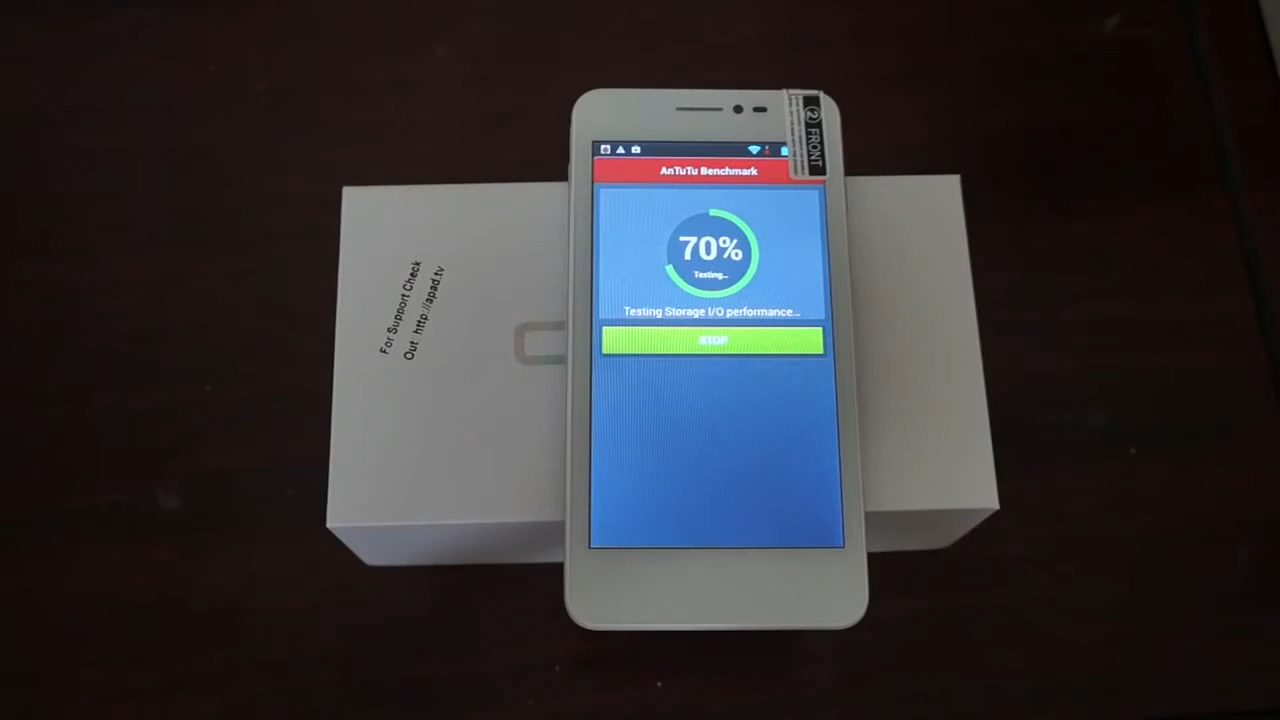 ② FRONT
AnTuTu Benchmark
70%
Testing...
Testing Storage I/O performance...
STOP
For Support Check
Out http://apad.tv